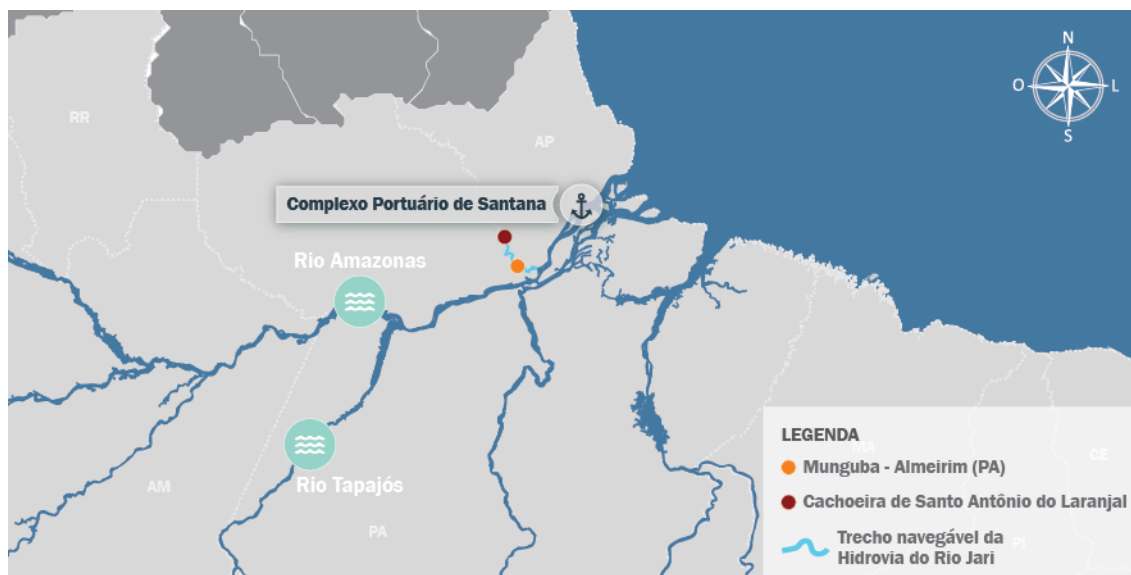 N
O
L
S
RR
AP
Complexo Portuário de Santana
Rio Amazonas
Rio Tapajós
AM
PA
MA
CE
PI
LEGENDA
Munguba - Almeirim (PA)
Cachoeira de Santo Antônio do Laranjal
Trecho navegável da
Hidrovia do Rio Jari